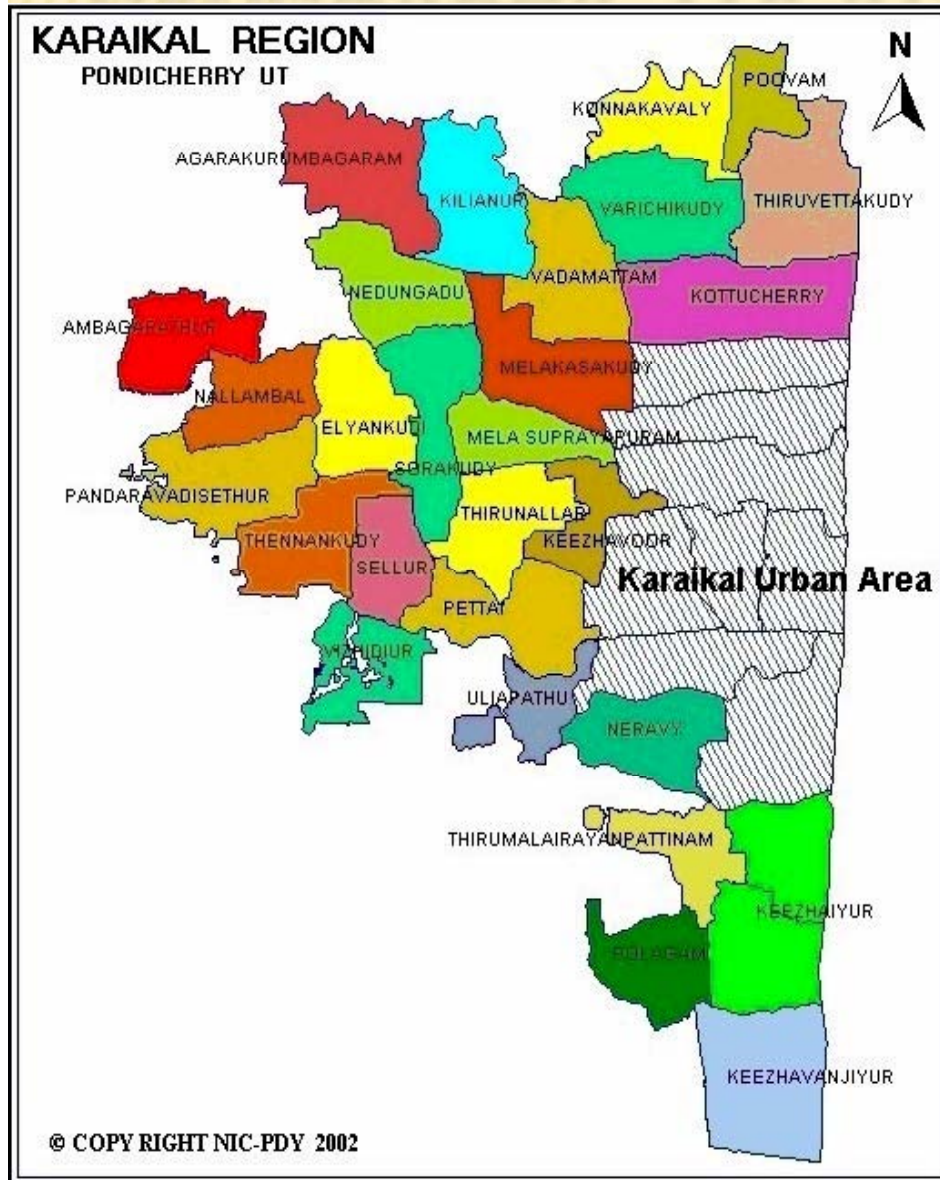 KARAIKAL REGION
PONDICHERRY UT
N
POOVAM
KONNAKAVALY
AGARAKURUMBAGARAM
KILIANUR
VARICHIKUDY
THIRUVETTAKUDY
VADAMATTAM
NEDUNGADU
KOTTUCHERRY
AMBAGARATHUR
MELAKASAKUDY
NALLAMBAL
ELYANKUDI
MELA SUPRAYAPURAM
SORAKUDY
PANDARAVADISETHUR
THIRUNALLAR
THENNANKUDY
KEEZHAVOOR
SELLUR
Karaikal Urban Area
PETTAI
VIZHIDIUR
ULIAPATHU
NERAVY
THIRUMALAIRAYANPATTINAM
KEEZHAIYUR
POLAGAM
KEEZHAVANJIYUR
© COPY RIGHT NIC-PDY 2002